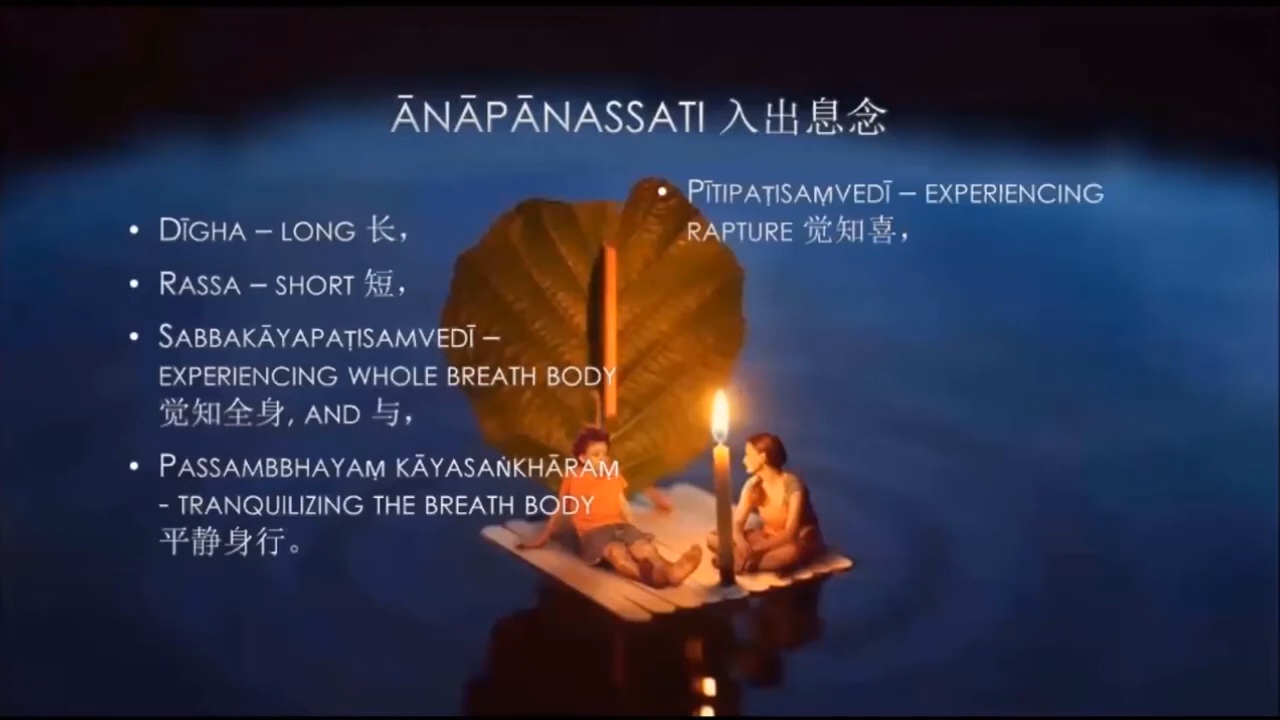 ĀNĀPĀNASSATI 入出息念
• DĪGHA – LONG 长，
• RASSA – SHORT 短，
• SABBAKĀYAPAṬISAMVEDĪ –
EXPERIENCING WHOLE BREATH BODY
觉知全身, AND 与，
• PASSAMBBHAYAṂ KĀYASAṄKHĀRAṂ
- TRANQUILIZING THE BREATH BODY
平静身行。
• PĪTIPAṬISAṂVEDĪ – EXPERIENCING
RAPTURE 觉知喜，